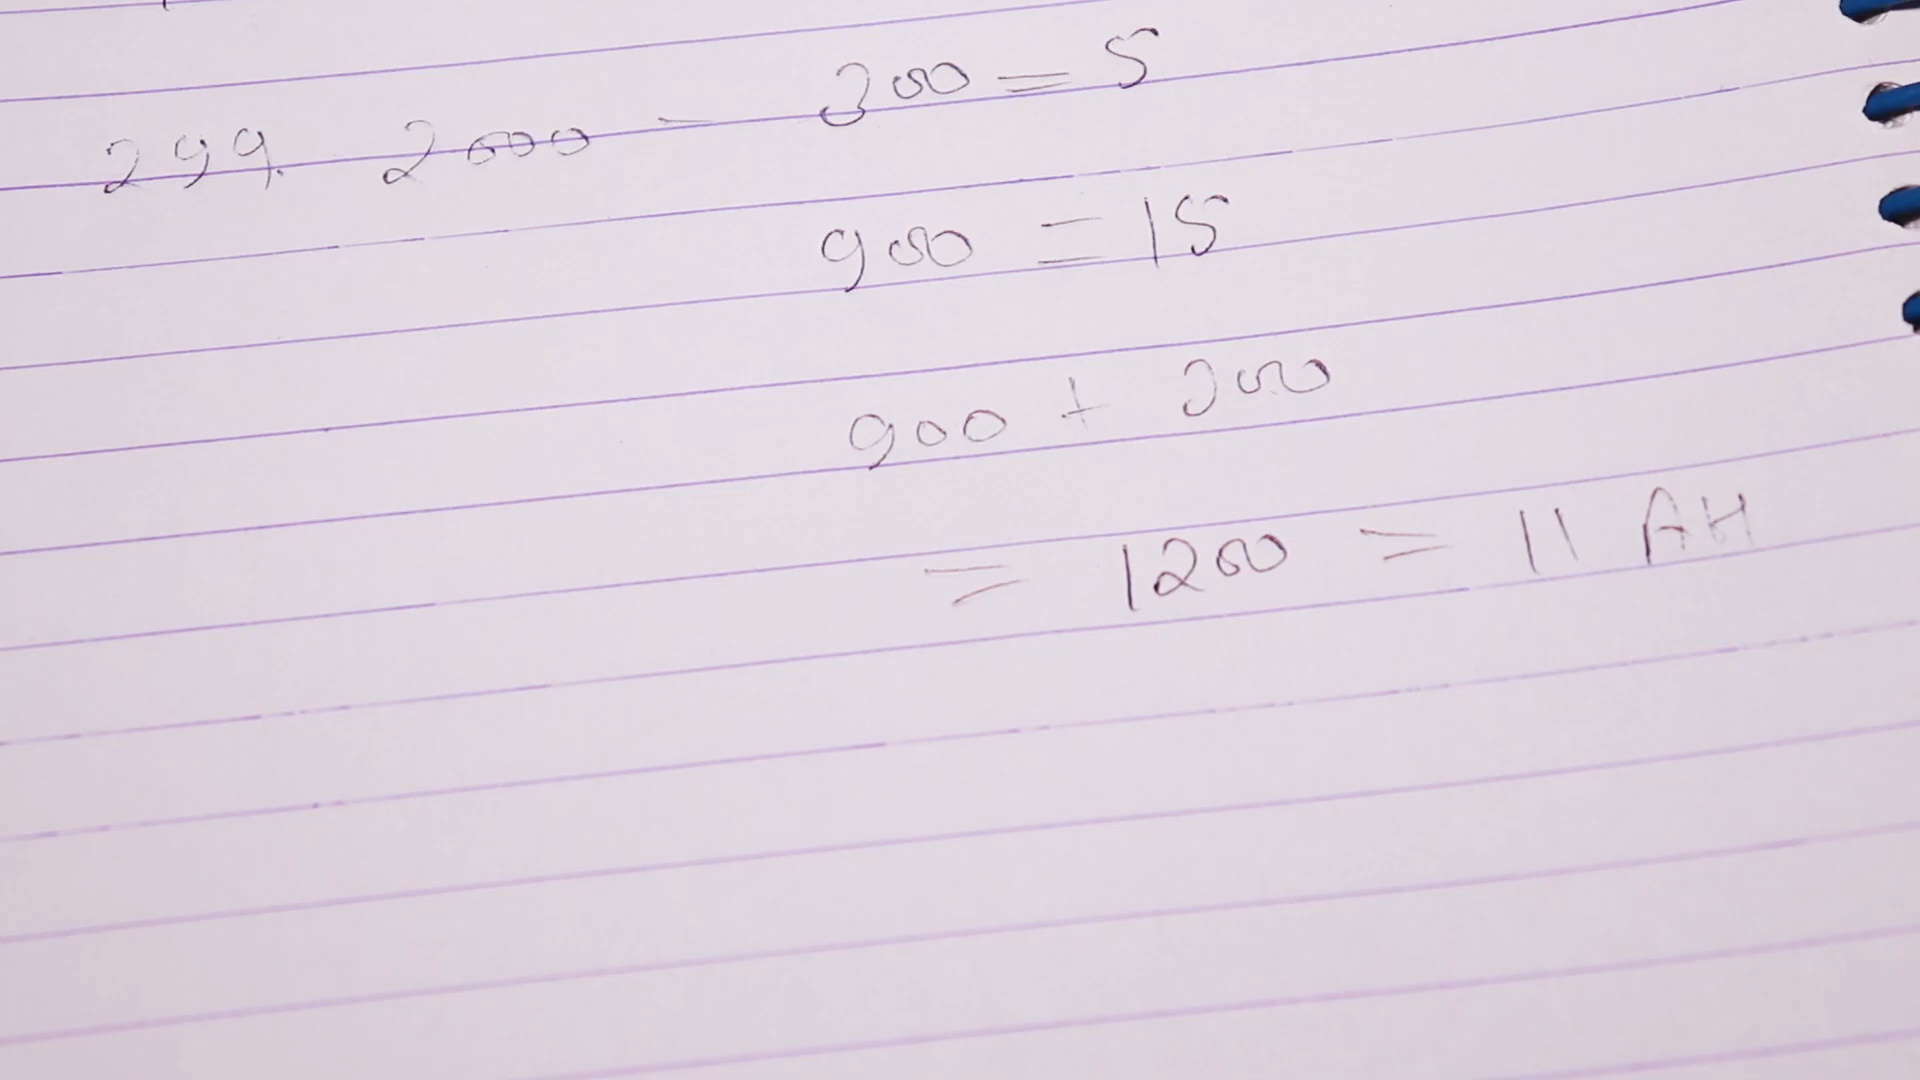 299. 2000 - 300 = 5
900 = 15
900 + 300
= 1200 = 11 AH